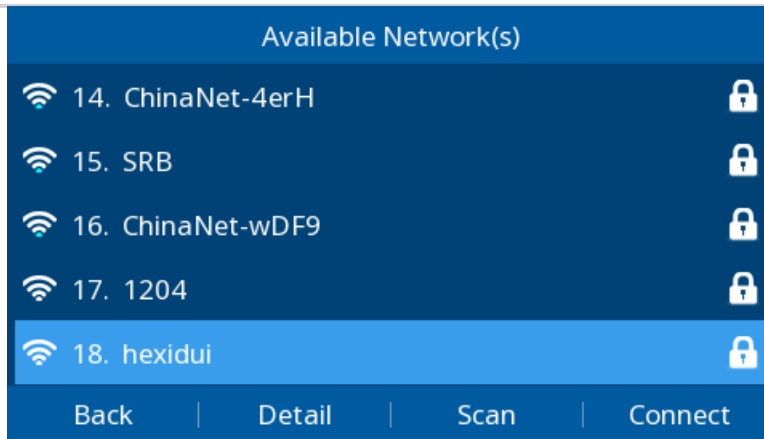 Available Network(s)
14. ChinaNet-4erH
15. SRB
16. ChinaNet-wDF9
17. 1204
18. hexidui
Back | Detail | Scan | Connect